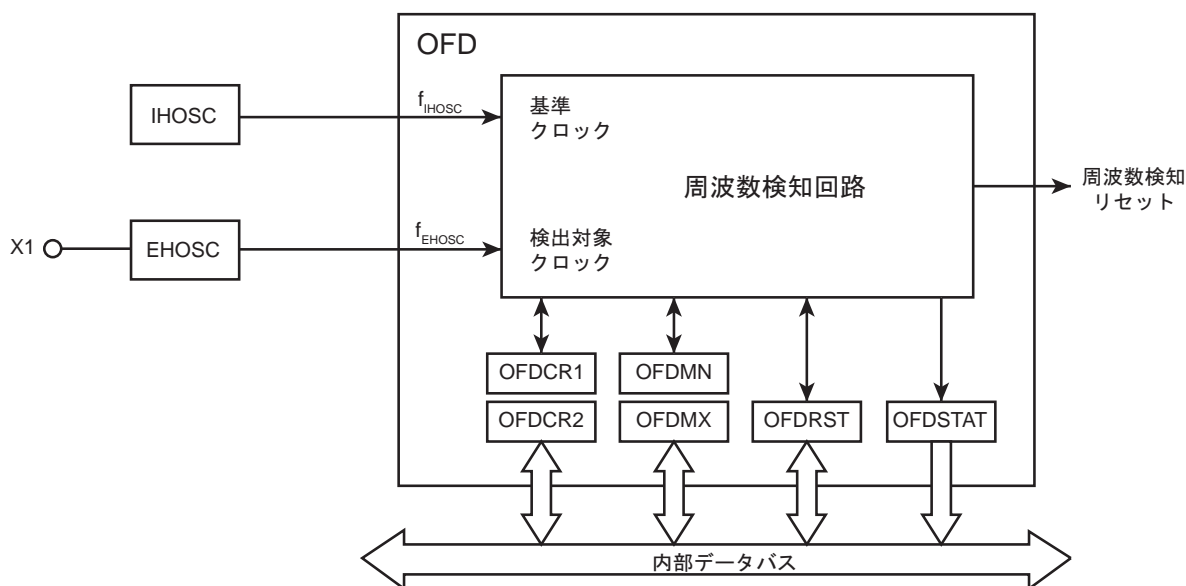 OFD
IHOSC
fIHOSC
基準
クロック
周波数検知回路
周波数検知
リセット
X1
EHOSC
fEHOSC
検出対象
クロック
OFDCR1
OFDMN
OFDCR2
OFDMX
OFDRST
OFDSTAT
内部データバス